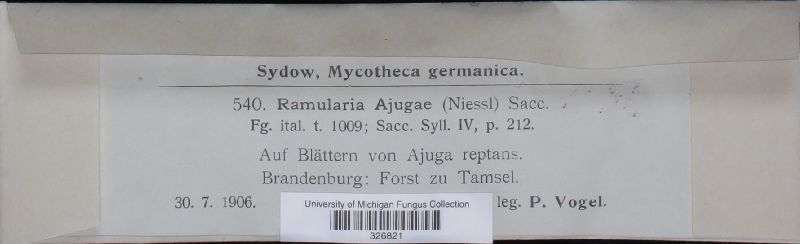 Sydow, Mycotheca germanica.
540. Ramularia Ajugae (Niessl) Sacc.
Fg. ital. t. 1009; Sacc. Syll. IV, p. 212.
Auf Blättern von Ajuga reptans.
Brandenburg: Forst zu Tamsel.
30. 7. 1906. leg. P. Vogel.
University of Michigan Fungus Collection
326821